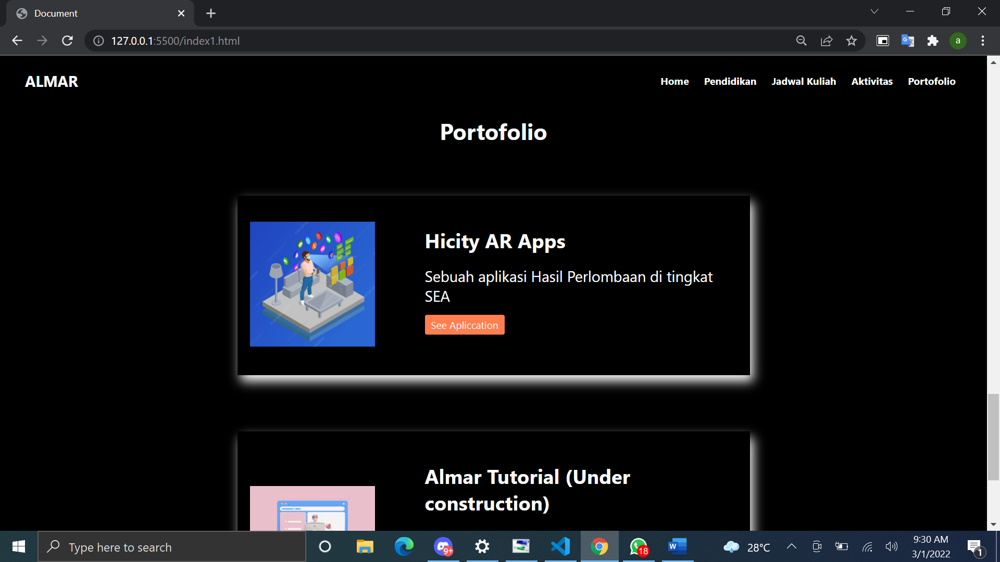 Document
127.0.0.1:5500/index1.html
a
ALMAR
Home Pendidikan Jadwal Kuliah Aktivitas Portofolio
Portofolio
Hicity AR Apps
Sebuah aplikasi Hasil Perlombaan di tingkat
SEA
See Apliccation
Almar Tutorial (Under
construction)
Type here to search
9+
18
W
28°C
9:30 AM
3/1/2022
1